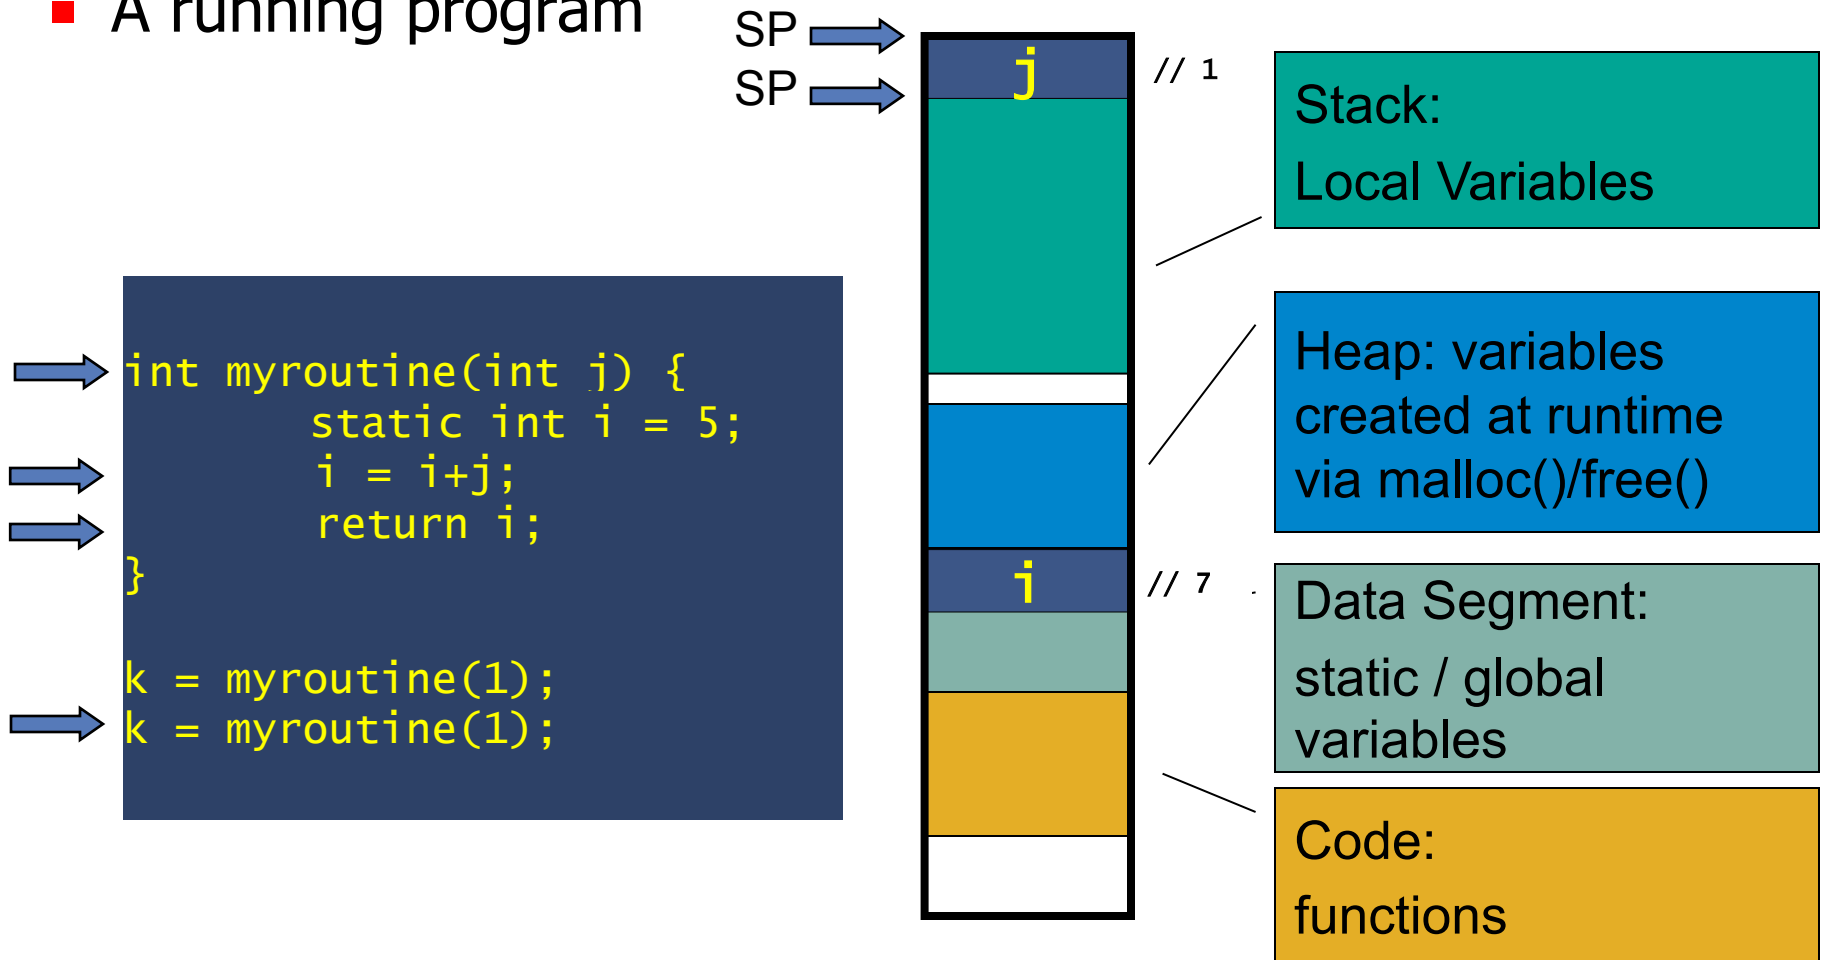 A running program
SP
SP
j
// 1
Stack:
Local Variables
int myroutine(int j) {
static int i = 5;
i = i+j;
return i;
}
k = myroutine(1);
k = myroutine(1);
Heap: variables
created at runtime
via malloc()/free()
i
// 7
Data Segment:
static / global
variables
Code:
functions